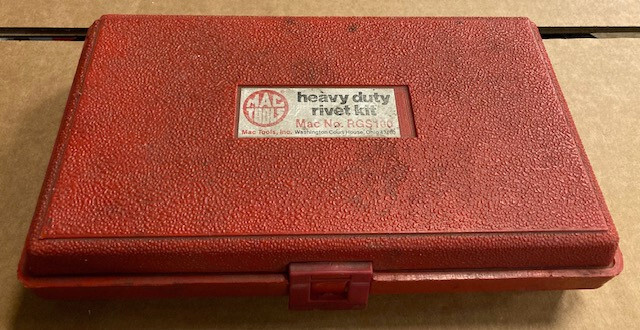 MAC
TOOLS
heavy duty
rivet kit
Mac No. RGS100
Mac Tools, Inc. Washington Court House, Ohio